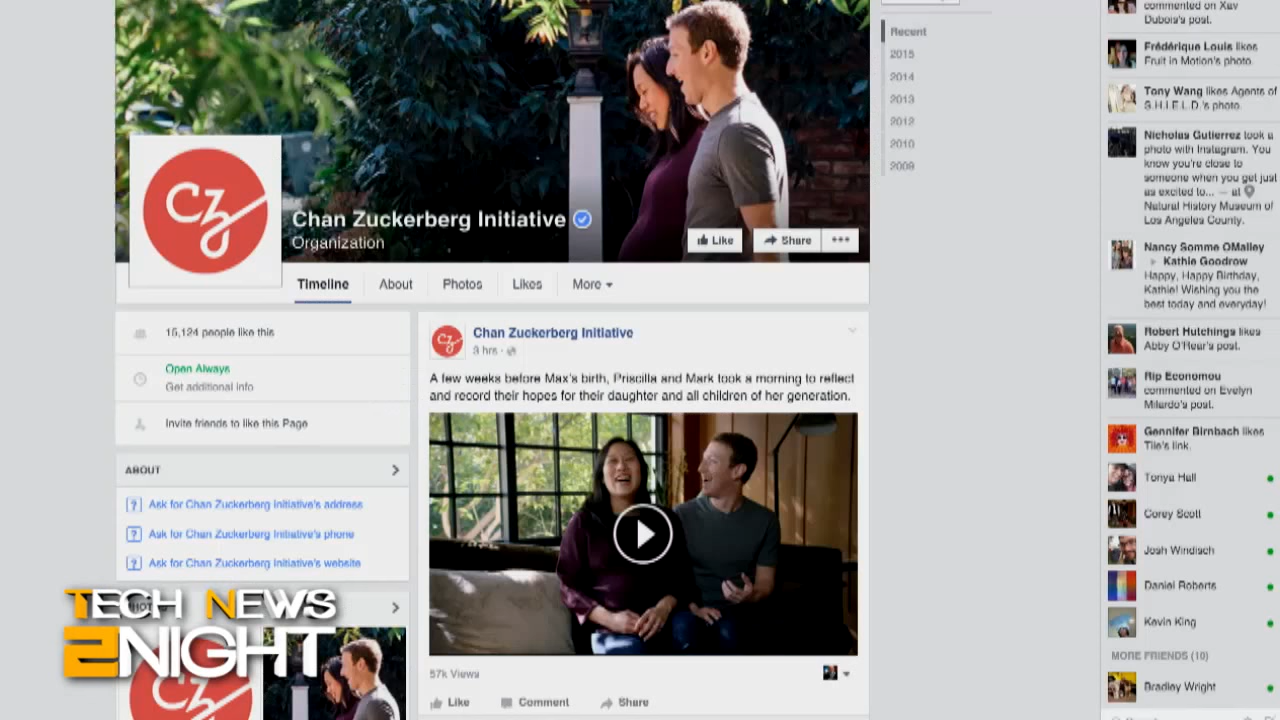 Chan Zuckerberg Initiative
Organization
Like
Share
Timeline
About
Photos
Likes
More
15,124 people like this
Open Always
Get additional info
Invite friends to like this Page
ABOUT
? Ask for Chan Zuckerberg Initiative's address
? Ask for Chan Zuckerberg Initiative's phone
? Ask for Chan Zuckerberg Initiative's website
cz
Chan Zuckerberg Initiative
A few weeks before Max's birth, Priscilla and Mark took a morning to reflect
and record their hopes for their daughter and all children of her generation.
57k Views
Like
Comment
Share
TECH NEWS
2NIGHT
cz
Recent
2015
2014
2013
2012
2010
2009
commented on Xav
Dubois's post.
Frédérique Louis likes
Fruit in Motion's photo.
Tony Wang likes Agents of
S.H.I.E.L.D.'s photo.
Nicholas Gutierrez took a
photo with Instagram. You
know you're close to
someone when you get just
as excited to... — at
Natural History Museum of
Los Angeles County.
Nancy Somme OMalley
Kathie Goodrow
Happy, Happy Birthday,
Kathie! Wishing you the
best today and everyday!
Robert Hutchings likes
Abby O'Rear's post.
Rip Economou
commented on Evelyn
Milardo's post.
Gennifer Birnbach likes
Tile's link.
Tonya Hall
Corey Scott
Josh Windisch
Daniel Roberts
Kevin King
MORE FRIENDS (10)
Bradley Wright